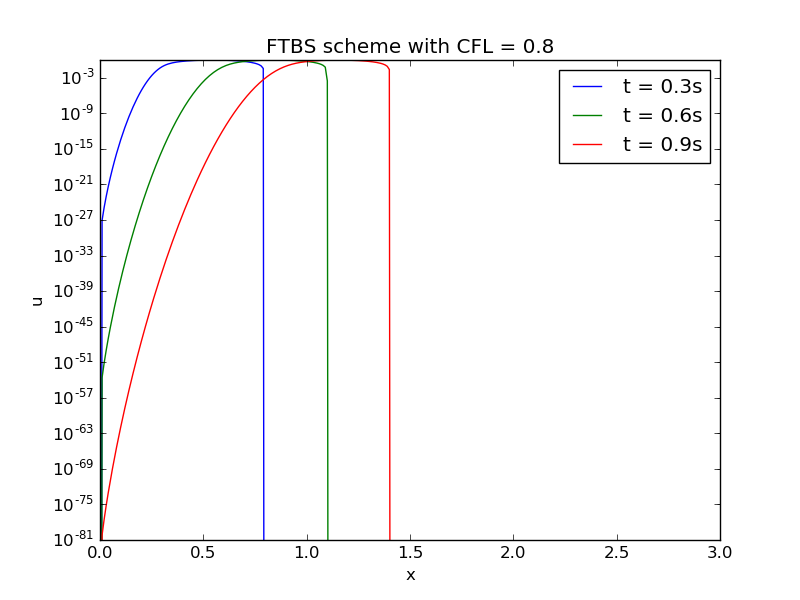 FTBS scheme with CFL = 0.8
t = 0.3s
t = 0.6s
t = 0.9s
10^-3
10^-9
10^-15
10^-21
10^-27
10^-33
10^-39
10^-45
10^-51
10^-57
10^-63
10^-69
10^-75
10^-81
u
0.0 0.5 1.0 1.5 2.0 2.5 3.0
x